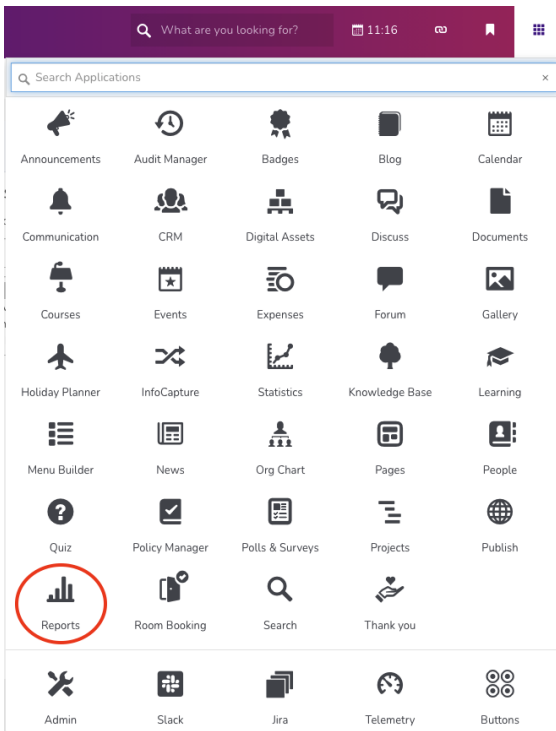 What are you looking for?
11:16
Search Applications
×
Announcements Audit Manager Badges Blog Calendar
Communication CRM Digital Assets Discuss Documents
Courses Events Expenses Forum Gallery
Holiday Planner InfoCapture Statistics Knowledge Base Learning
Menu Builder News Org Chart Pages People
Quiz Policy Manager Polls & Surveys Projects Publish
Reports Room Booking Search Thank you
Admin Slack Jira Telemetry Buttons